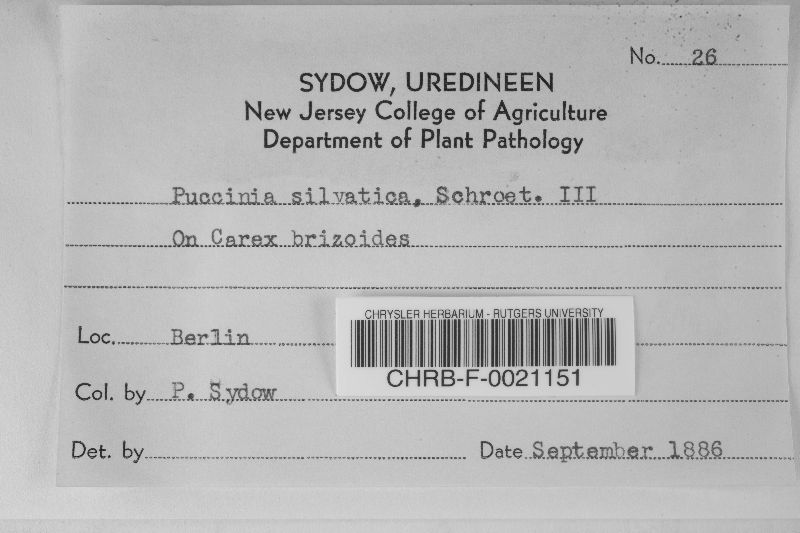 No. 26
SYDOW, UREDINEEN
New Jersey College of Agriculture
Department of Plant Pathology
Puccinia silvatica, Schroet. III
On Carex brizoides
Loc. Berlin
CHRYSLER HERBARIUM - RUTGERS UNIVERSITY
CHRB-F-0021151
Col. by P. Sydow
Det. by
Date September 1886